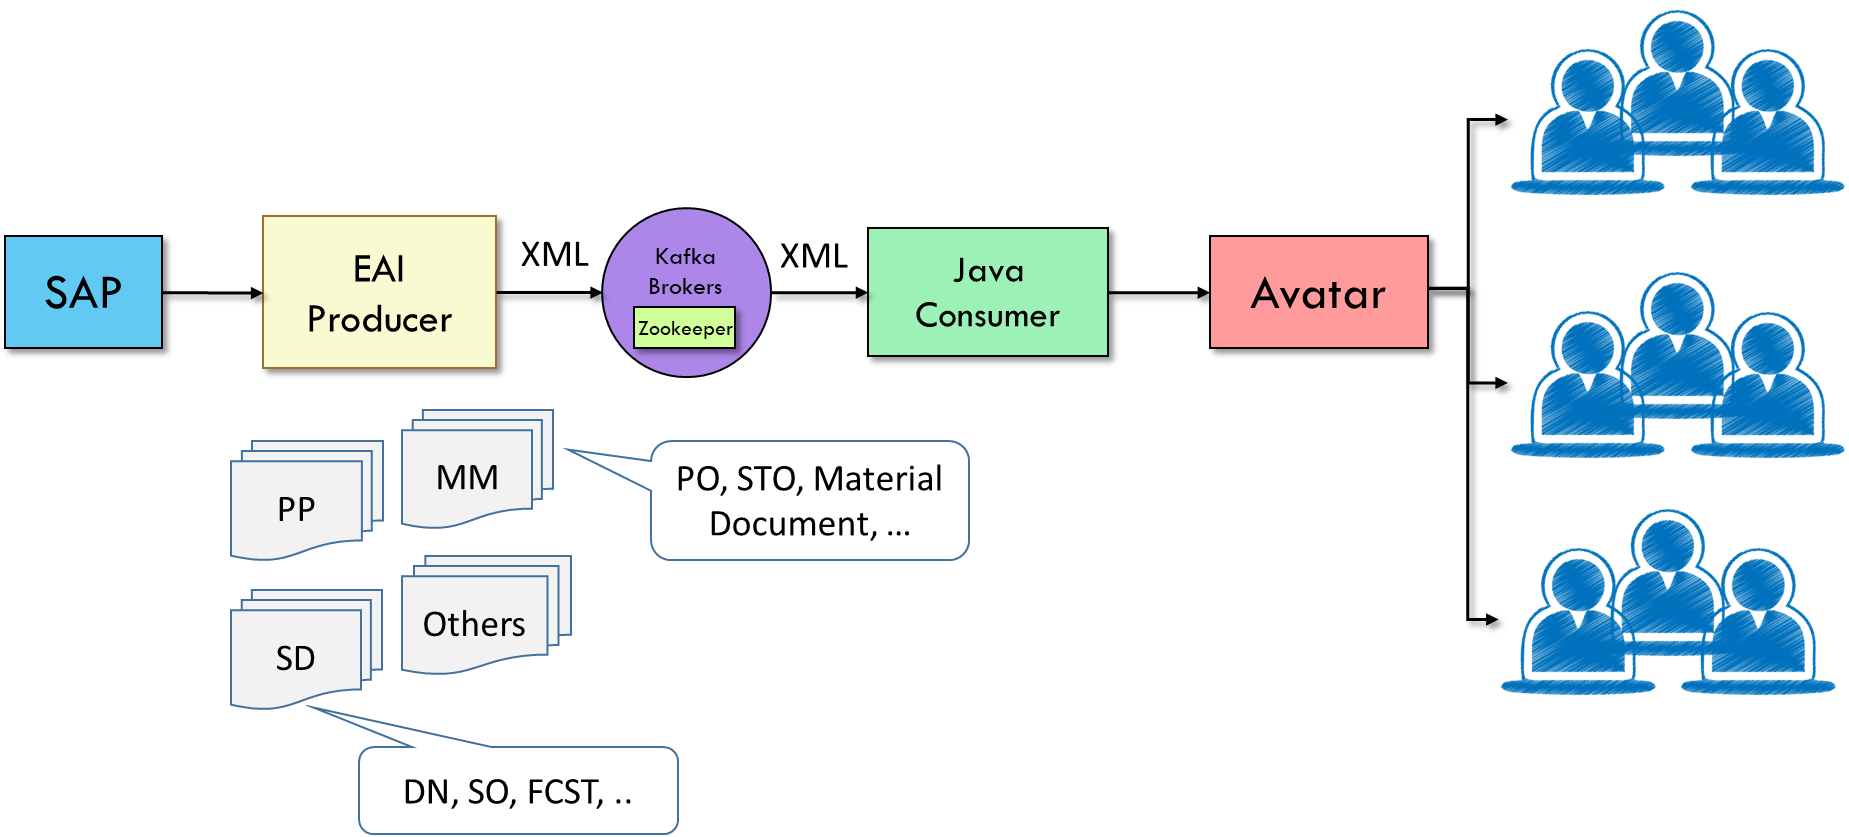 SAP
EAI
Producer
XML
Kafka
Brokers
Zookeeper
XML
Java
Consumer
Avatar
PP
MM
PO, STO, Material
Document, ...
SD
Others
DN, SO, FCST, ..